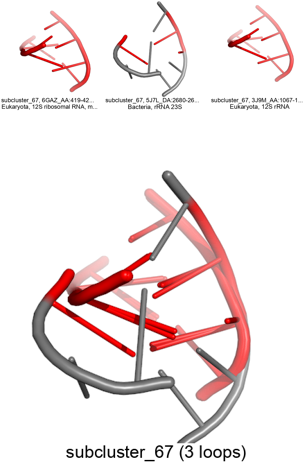 subcluster_67, 6GAZ_AA:419-42...
Eukaryota, 12S ribosomal RNA, m...
subcluster_67, 5J7L_DA:2680-26...
Bacteria, rRNA 23S
subcluster_67, 3J9M_AA:1067-1...
Eukaryota, 12S rRNA
subcluster_67 (3 loops)